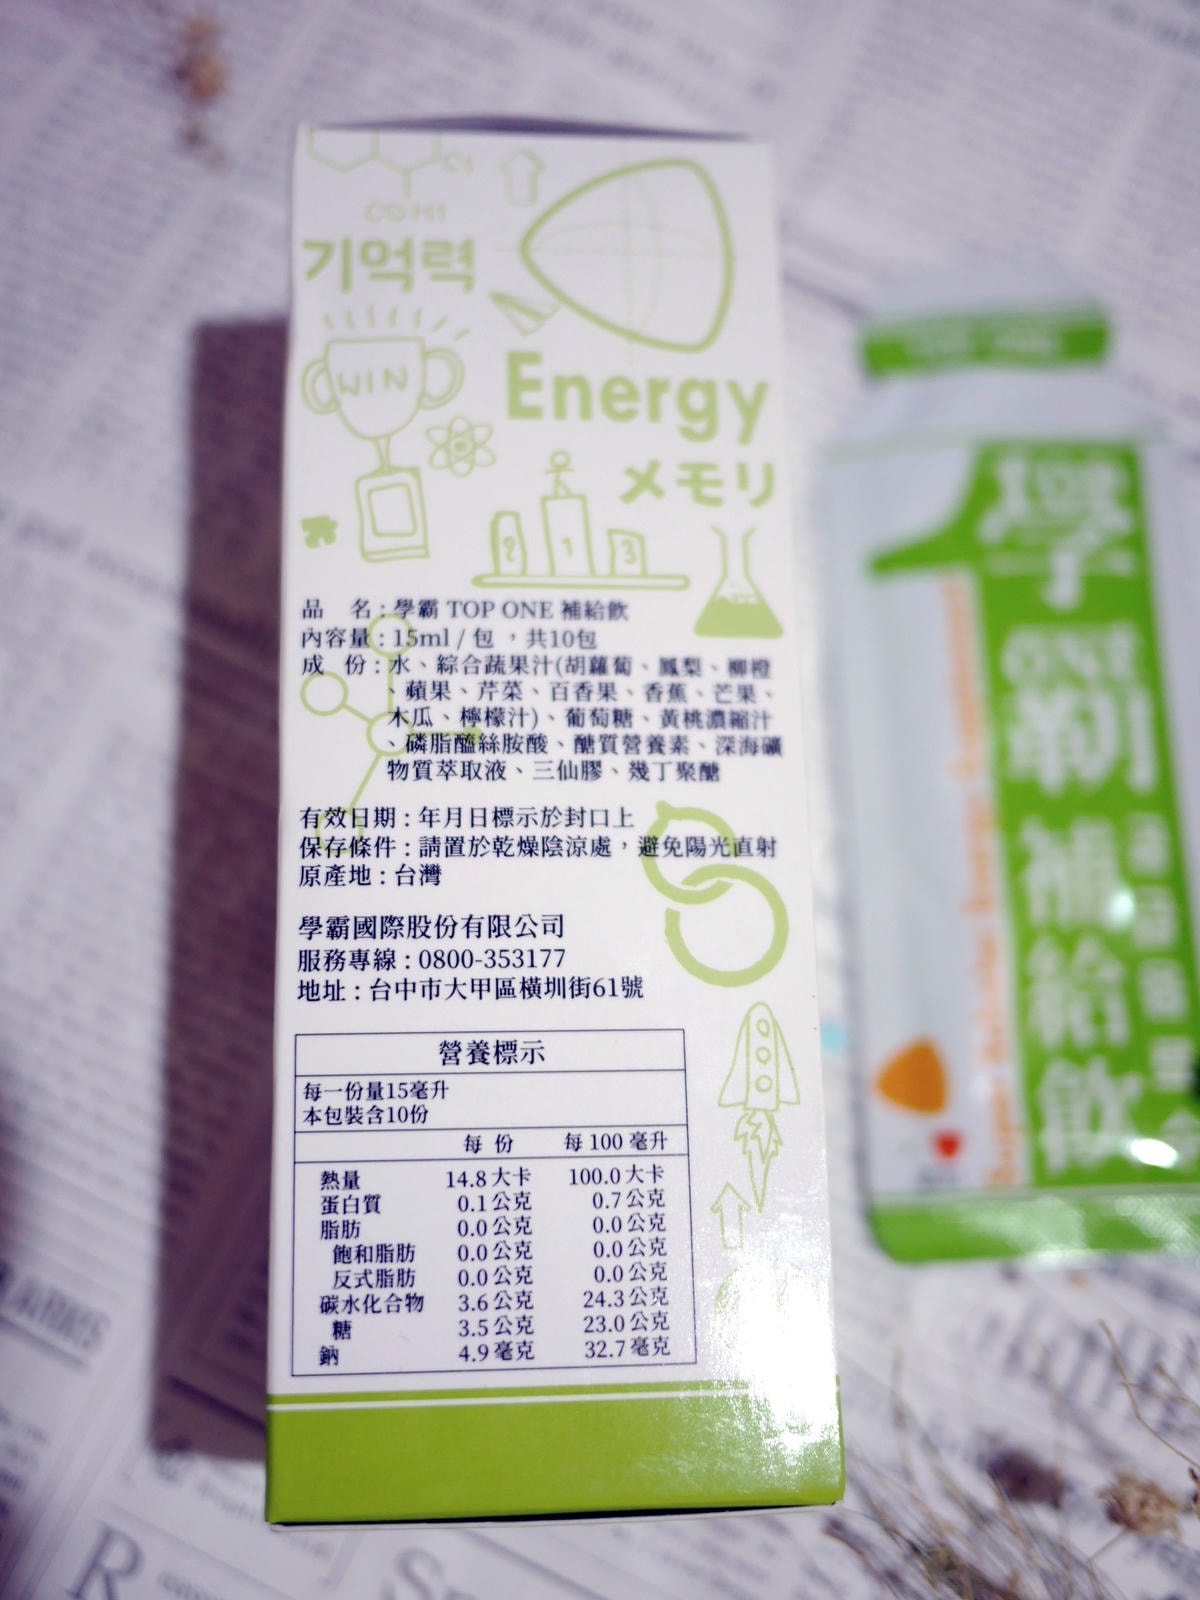 COM1
기억력
WIN
Energy
メモリ
2 1 3
品 名：學霸 TOP ONE 補給飲
內容量：15ml / 包 ，共10包
成 份：水、綜合蔬果汁(胡蘿蔔、鳳梨、柳橙
、蘋果、芹菜、百香果、香蕉、芒果、
木瓜、檸檬汁)、葡萄糖、黃桃濃縮汁
、磷脂醯絲胺酸、醣質營養素、深海礦
物質萃取液、三仙膠、幾丁聚醣
有效日期：年月日標示於封口上
保存條件：請置於乾燥陰涼處，避免陽光直射
原產地：台灣
學霸國際股份有限公司
服務專線：0800-353177
地址：台中市大甲區橫圳街61號
營養標示
每一份量15毫升
本包裝含10份
每 份 每 100 毫升
熱量 14.8大卡 100.0大卡
蛋白質 0.1公克 0.7公克
脂肪 0.0公克 0.0公克
飽和脂肪 0.0公克 0.0公克
反式脂肪 0.0公克 0.0公克
碳水化合物 3.6公克 24.3公克
糖 3.5公克 23.0公克
鈉 4.9毫克 32.7毫克
學霸補給飲